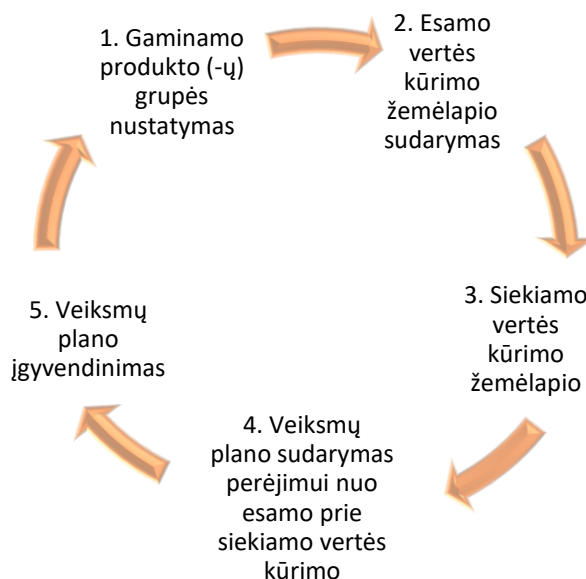 1. Gaminamo
produkto (-ų)
grupės
nustatymas
2. Esamo
vertės
kūrimo
žemėlapio
sudarymas
3. Siekiamo
vertės
kūrimo
žemėlapio
4. Veiksmų
plano sudarymas
perėjimui nuo
esamo prie
siekiamo vertės
kūrimo
5. Veiksmų
plano
įgyvendinimas